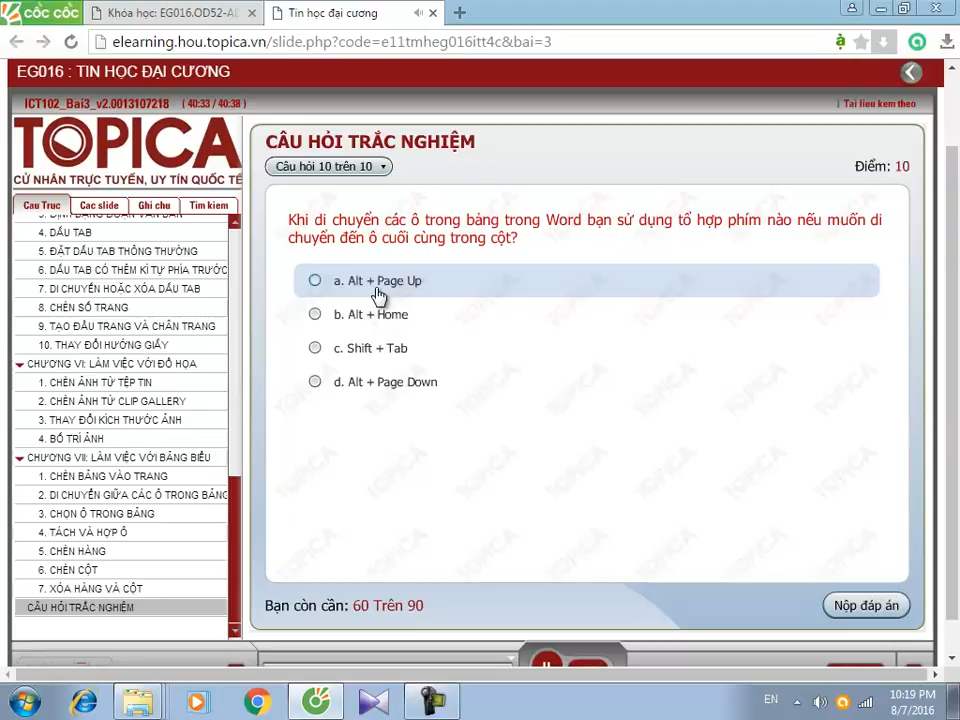 CỐC CỐC
Khóa học: EG016.OD52-AD
Tin học đại cương
elearning.hou.topica.vn/slide.php?code=e11tmheg016itt4c&bai=3
EG016 : TIN HỌC ĐẠI CƯƠNG
ICT102_Bai3_v2.0013107218 ( 40:33 / 40:38 )
Tai lieu kem theo
TOPICA
CỬ NHÂN TRỰC TUYẾN, UY TÍN QUỐC TẾ
Cau Truc
Cac slide
Ghi chu
Tim kiem
3. ĐỊNH DẠNG ĐOẠN VĂN BẢN
4. DẤU TAB
5. ĐẶT DẤU TAB THÔNG THƯỜNG
6. DẤU TAB CÓ THÊM KÍ TỰ PHÍA TRƯỚC
7. DI CHUYỂN HOẶC XÓA DẤU TAB
8. CHÈN SỐ TRANG
9. TẠO ĐẦU TRANG VÀ CHÂN TRANG
10. THAY ĐỔI HƯỚNG GIẤY
CHƯƠNG VI: LÀM VIỆC VỚI ĐỒ HỌA
1. CHÈN ẢNH TỪ TỆP TIN
2. CHÈN ẢNH TỪ CLIP GALLERY
3. THAY ĐỔI KÍCH THƯỚC ẢNH
4. BỐ TRÍ ẢNH
CHƯƠNG VII: LÀM VIỆC VỚI BẢNG BIỂU
1. CHÈN BẢNG VÀO TRANG
2. DI CHUYỂN GIỮA CÁC Ô TRONG BẢNG
3. CHỌN Ô TRONG BẢNG
4. TÁCH VÀ HỢP Ô
5. CHÈN HÀNG
6. CHÈN CỘT
7. XÓA HÀNG VÀ CỘT
CÂU HỎI TRẮC NGHIỆM
CÂU HỎI TRẮC NGHIỆM
Câu hỏi 10 trên 10
Điểm: 10
Khi di chuyển các ô trong bảng trong Word bạn sử dụng tổ hợp phím nào nếu muốn di
chuyển đến ô cuối cùng trong cột?
a. Alt + Page Up
b. Alt + Home
c. Shift + Tab
d. Alt + Page Down
Bạn còn cần: 60 Trên 90
Nộp đáp án
EN
10:19 PM
8/7/2016